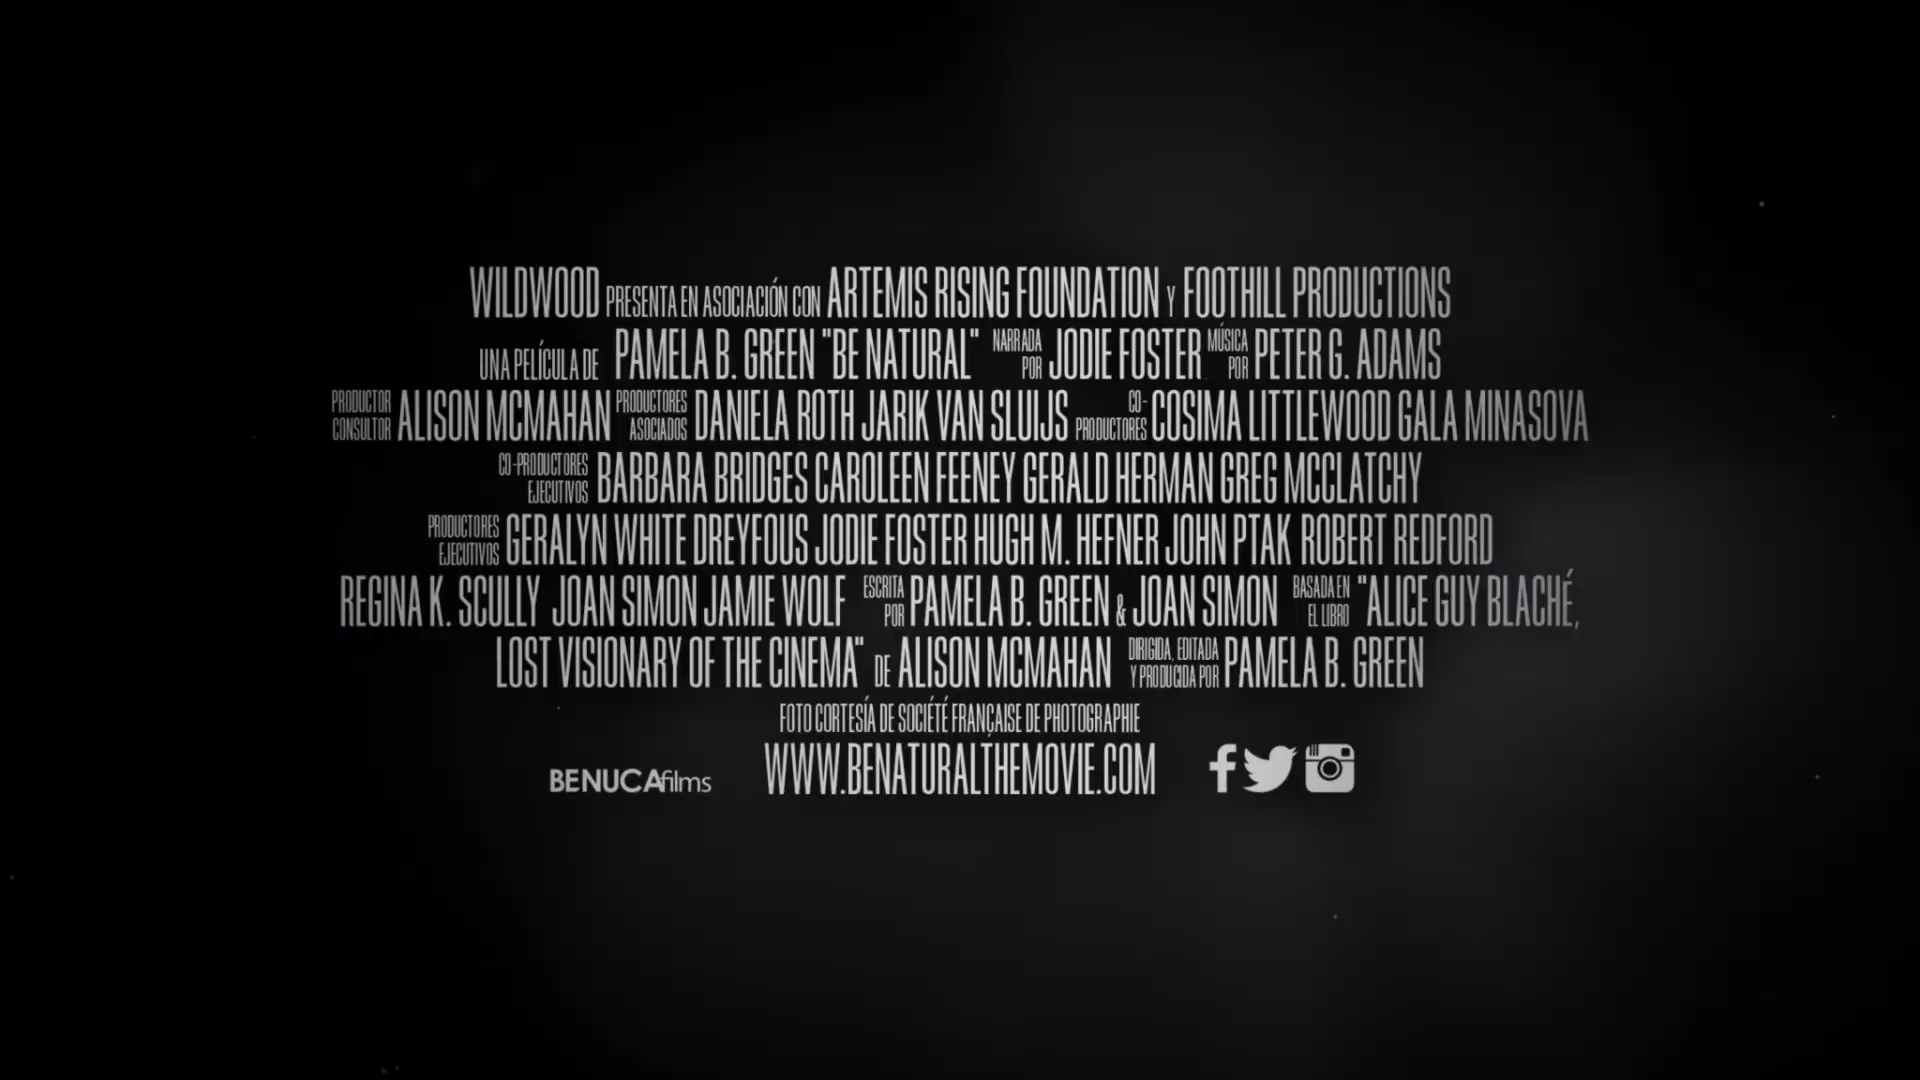 WILDWOOD PRESENTA EN ASOCIACIÓN CON ARTEMIS RISING FOUNDATION Y FOOTHILL PRODUCTIONS
UNA PELÍCULA DE PAMELA B. GREEN "BE NATURAL" NARRADA POR JODIE FOSTER MÚSICA POR PETER G. ADAMS
PRODUCTOR CONSULTOR ALISON MCMAHAN PRODUCTORES ASOCIADOS DANIELA ROTH JARIK VAN SLUIJS CO-PRODUCTORES COSIMA LITTLEWOOD GALA MINASOVA
CO-PRODUCTORES EJECUTIVOS BARBARA BRIDGES CAROLEEN FEENEY GERALD HERMAN GREG MCCLATCHY
PRODUCTORES EJECUTIVOS GERALYN WHITE DREYFOUS JODIE FOSTER HUGH M. HEFNER JOHN PTAK ROBERT REDFORD
REGINA K. SCULLY JOAN SIMON JAMIE WOLF ESCRITA POR PAMELA B. GREEN & JOAN SIMON BASADA EN EL LIBRO "ALICE GUY BLACHÉ,
LOST VISIONARY OF THE CINEMA" DE ALISON MCMAHAN DIRIGIDA, EDITADA Y PRODUCIDA POR PAMELA B. GREEN
FOTO CORTESÍA DE SOCIÉTÉ FRANÇAISE DE PHOTOGRAPHIE
BENUCAfilms WWW.BENATURALTHEMOVIE.COM